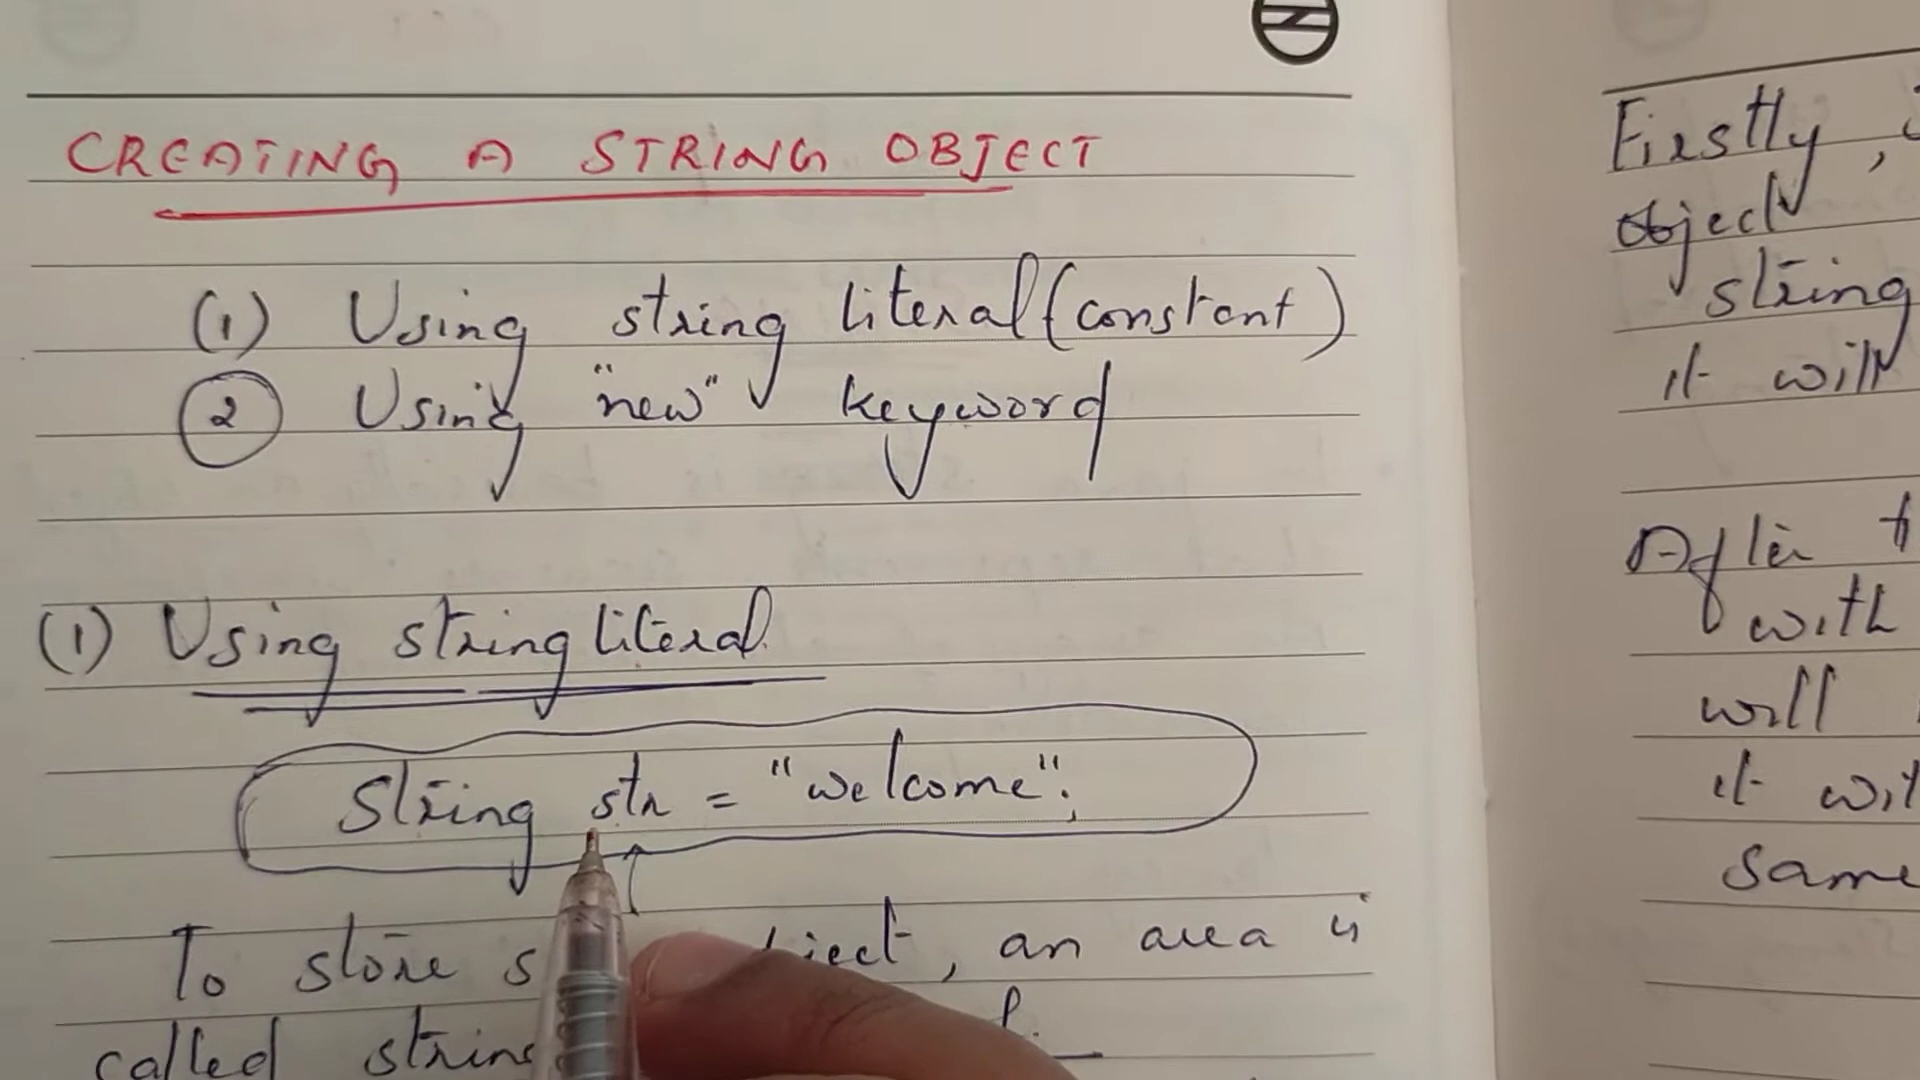 CREATING A STRING OBJECT
(1) Using string literal (constant)
(2) Using "new" keyword
(1) Using string literal
String str = "welcome";
To store an area is
called
Firstly,
object
string
it will
After
with
will
it
same